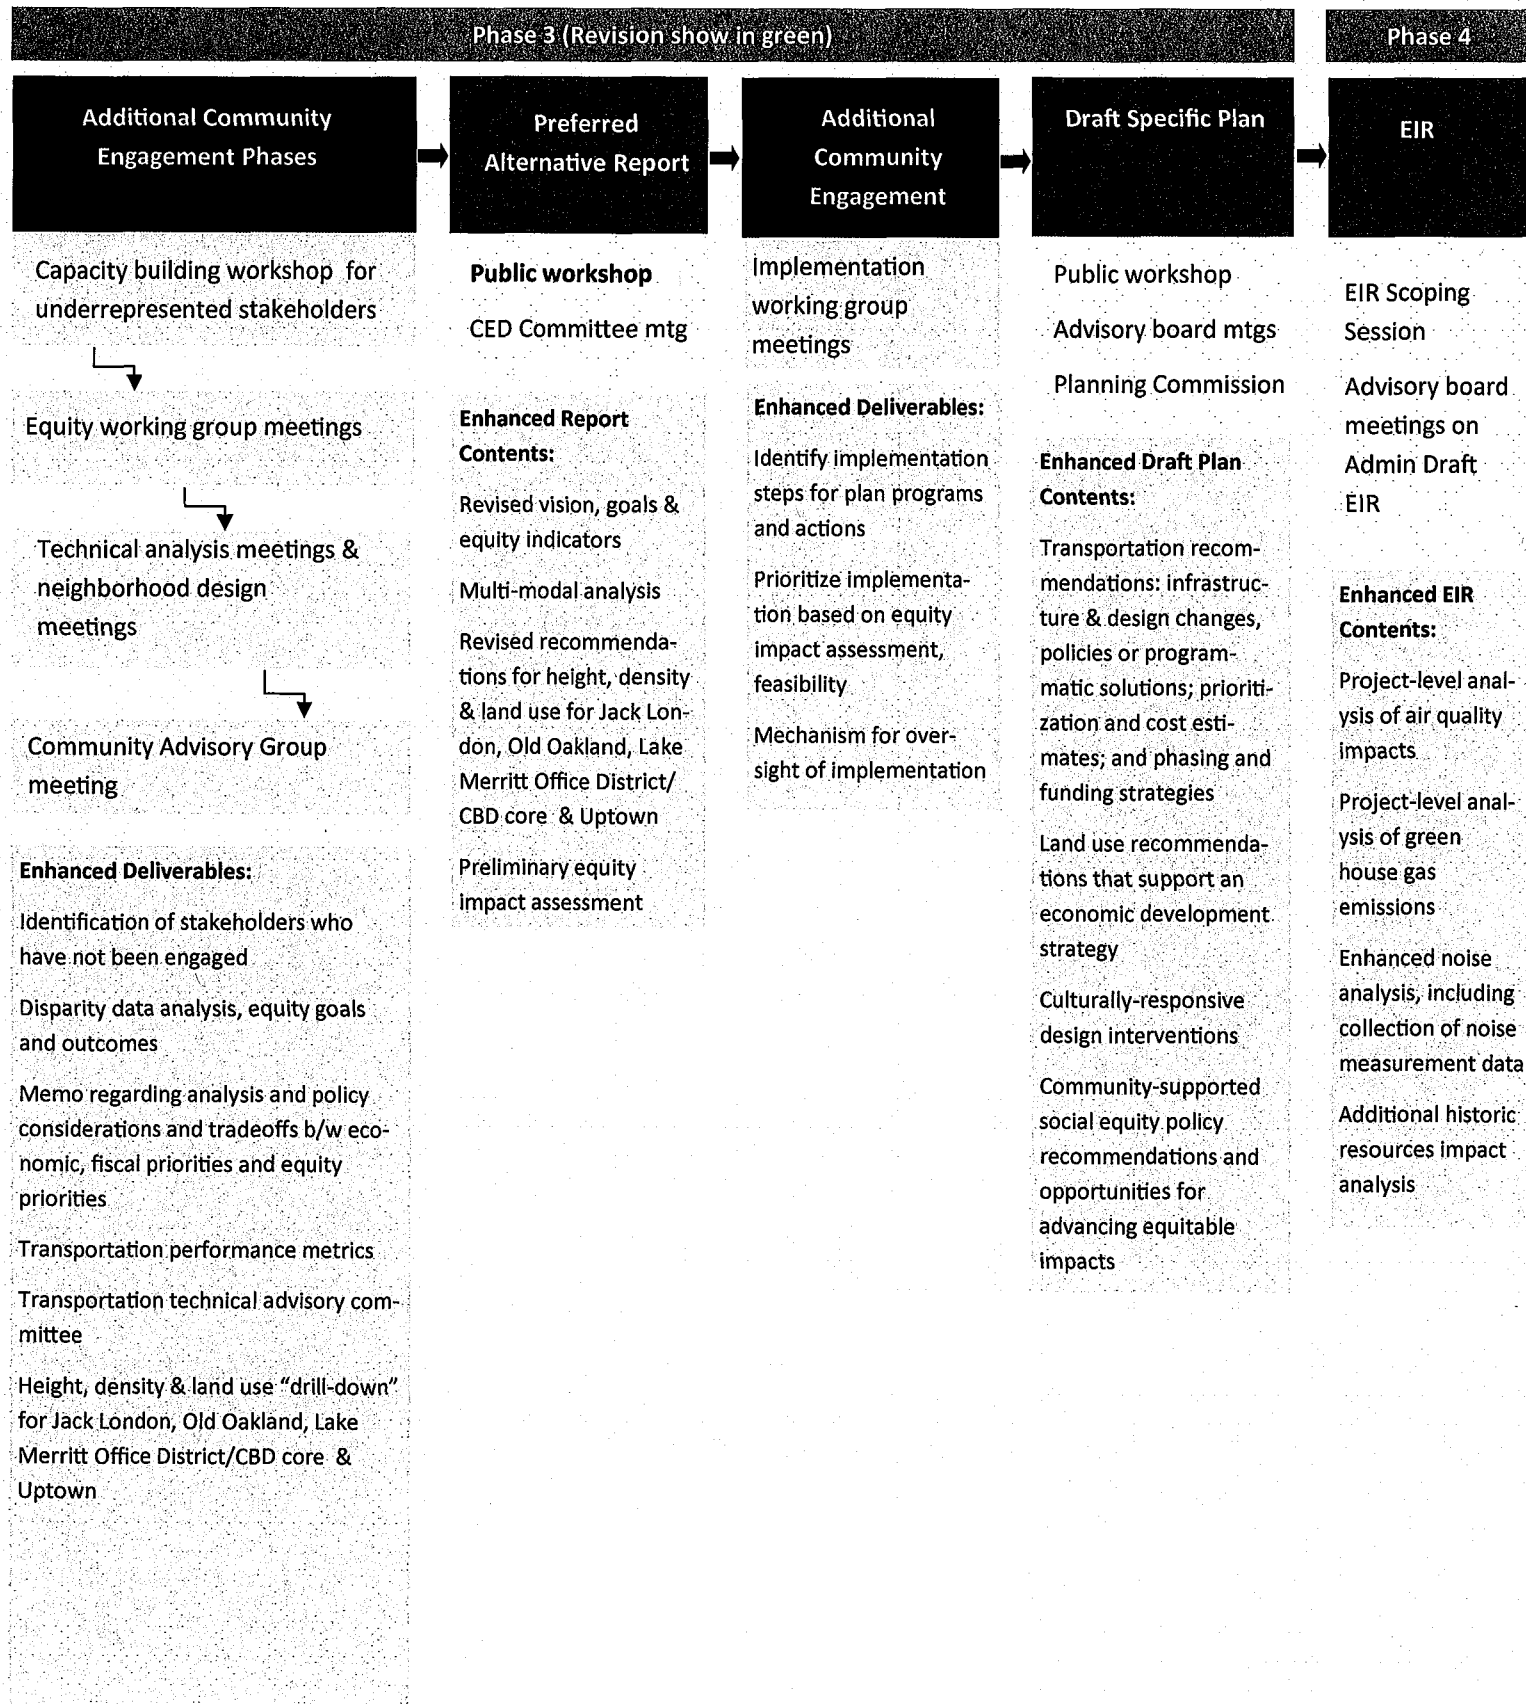 Phase 3 (Revision show in green)
Phase 4
Additional Community
Engagement Phases
Preferred
Alternative Report
Additional
Community
Engagement
Draft Specific Plan
EIR
Capacity building workshop for
underrepresented stakeholders
Equity working group meetings
Technical analysis meetings &
neighborhood design
meetings
Community Advisory Group
meeting
Enhanced Deliverables:
Identification of stakeholders who
have not been engaged
Disparity data analysis, equity goals
and outcomes
Memo regarding analysis and policy
considerations and tradeoffs b/w eco-
nomic, fiscal priorities and equity
priorities
Transportation performance metrics
Transportation technical advisory com-
mittee
Height, density & land use “drill-down”
for Jack London, Old Oakland, Lake
Merritt Office District/CBD core &
Uptown
Public workshop
CED Committee mtg
Enhanced Report
Contents:
Revised vision, goals &
equity indicators
Multi-modal analysis
Revised recommenda-
tions for height, density
& land use for Jack Lon-
don, Old Oakland, Lake
Merritt Office District/
CBD core & Uptown
Preliminary equity
impact assessment
Implementation
working group
meetings
Enhanced Deliverables:
Identify implementation
steps for plan programs
and actions
Prioritize implementa-
tion based on equity
impact assessment,
feasibility
Mechanism for over-
sight of implementation
Public workshop
Advisory board mtgs
Planning Commission
Enhanced Draft Plan
Contents:
Transportation recom-
mendations: infrastruc-
ture & design changes,
policies or program-
matic solutions; prioriti-
zation and cost esti-
mates; and phasing and
funding strategies
Land use recommenda-
tions that support an
economic development
strategy
Culturally-responsive
design interventions
Community-supported
social equity policy
recommendations and
opportunities for
advancing equitable
impacts
EIR Scoping
Session
Advisory board
meetings on
Admin Draft
EIR
Enhanced EIR
Contents:
Project-level anal-
ysis of air quality
impacts
Project-level anal-
ysis of green
house gas
emissions
Enhanced noise
analysis, including
collection of noise
measurement data
Additional historic
resources impact
analysis